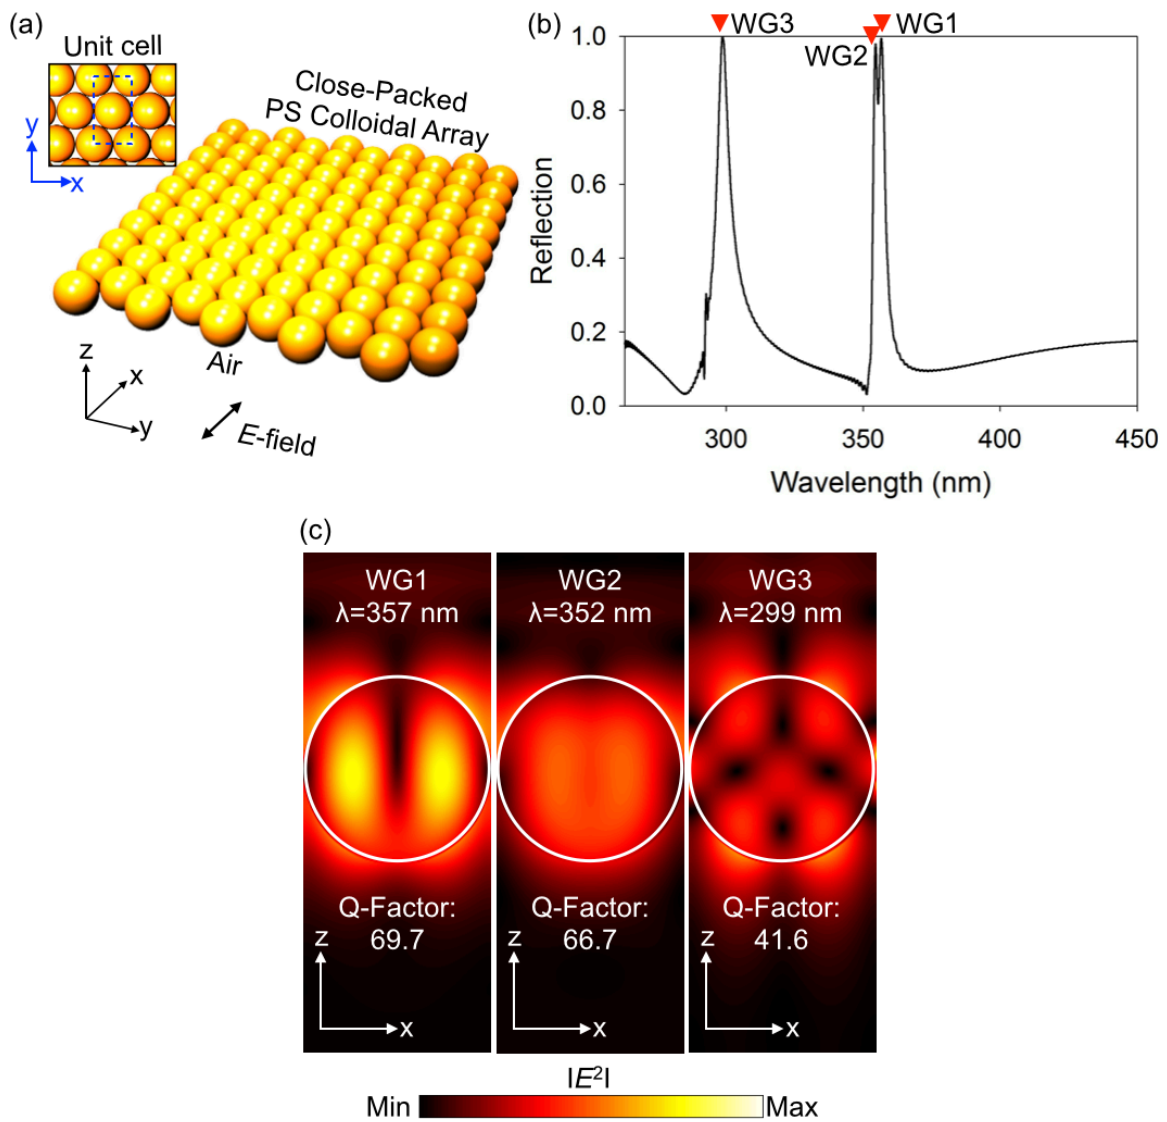 (a)
Unit cell
y
x
Close-Packed
PS Colloidal Array
Air
z
x
y
E-field
(b)
WG3
WG1
WG2
1.0
0.8
0.6
0.4
0.2
0.0
Reflection
300
350
400
450
Wavelength (nm)
(c)
WG1
λ=357 nm
Q-Factor:
69.7
z
x
WG2
λ=352 nm
Q-Factor:
66.7
z
x
WG3
λ=299 nm
Q-Factor:
41.6
z
x
|E²|
Min
Max